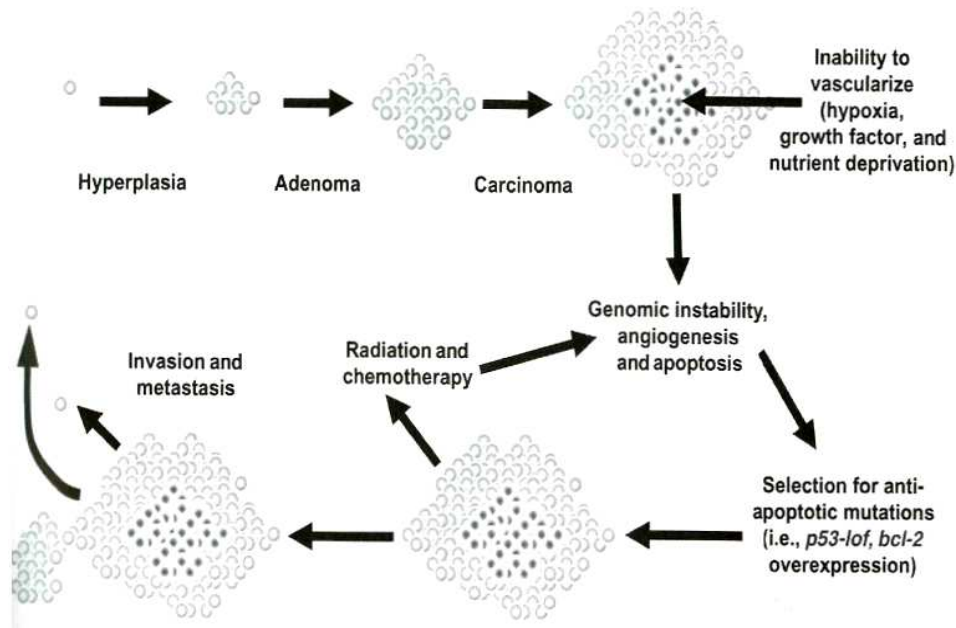 Inability to
vascularize
(hypoxia,
growth factor, and
nutrient deprivation)
Hyperplasia
Adenoma
Carcinoma
Genomic instability,
angiogenesis
and apoptosis
Radiation and
chemotherapy
Invasion and
metastasis
Selection for anti-
apoptotic mutations
(i.e., p53-lof, bcl-2
overexpression)